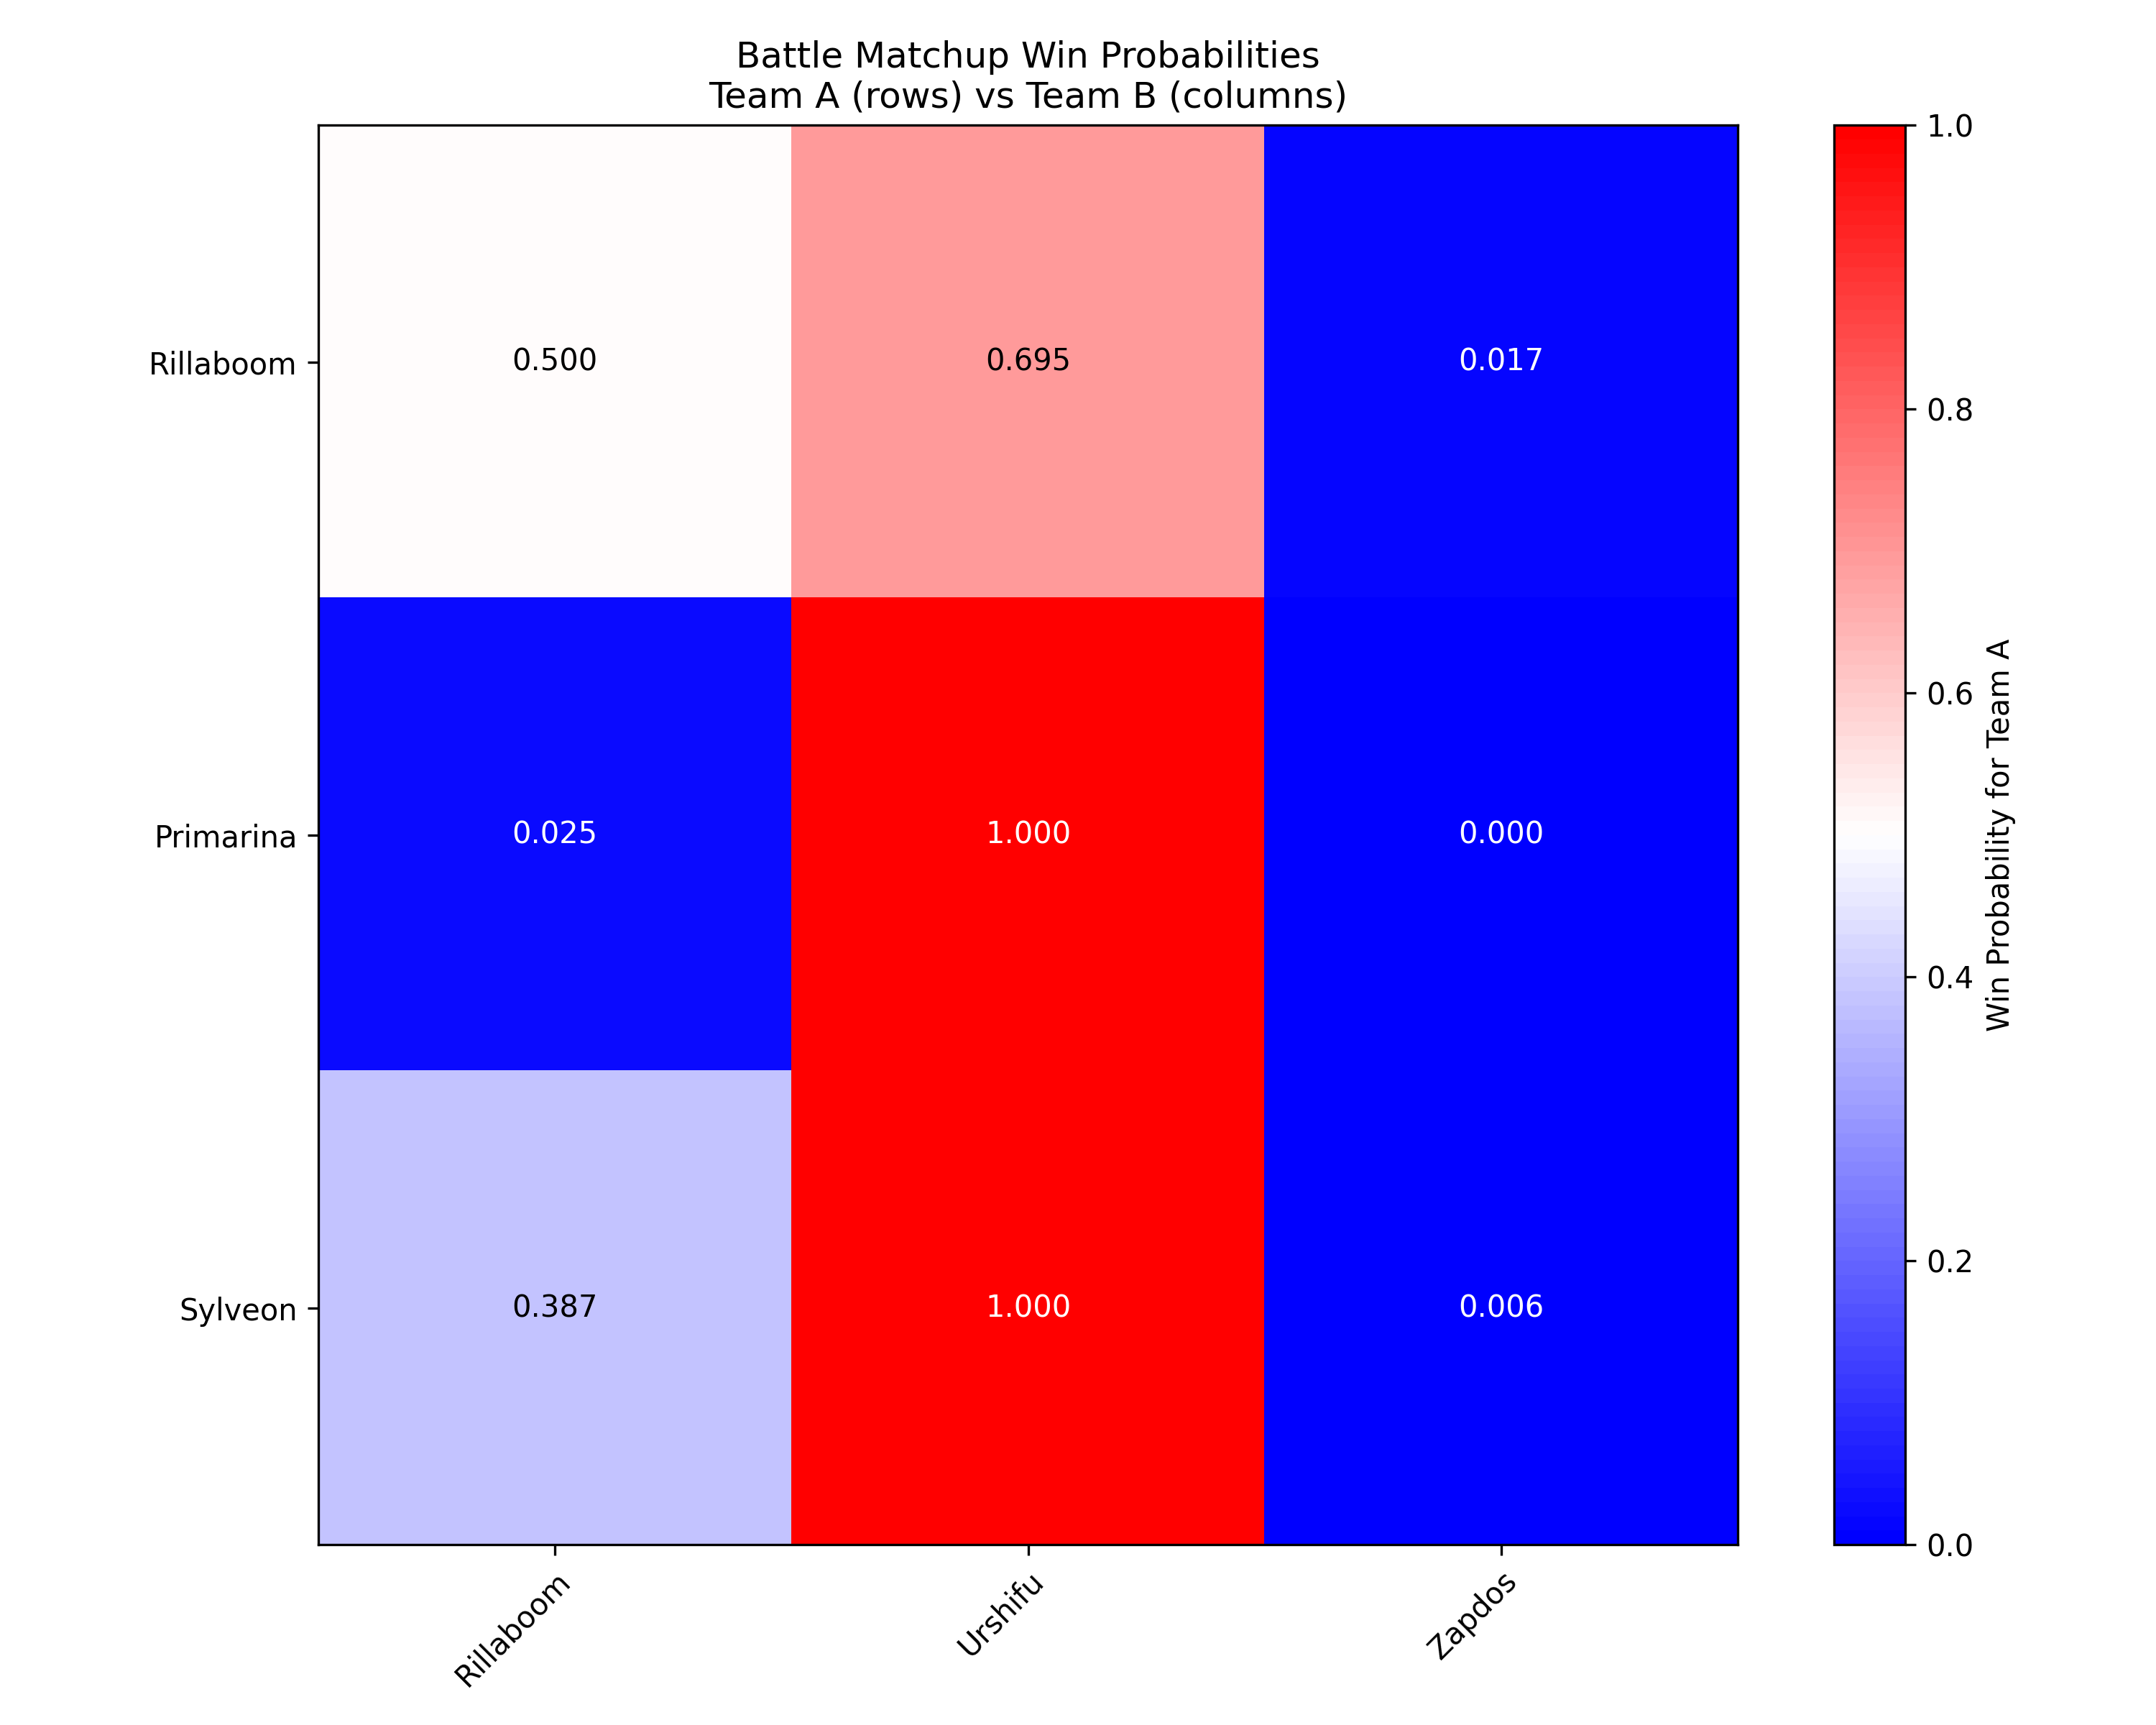 Battle Matchup Win Probabilities
Team A (rows) vs Team B (columns)
Rillaboom
0.500
0.695
0.017
Primarina
0.025
1.000
0.000
Sylveon
0.387
1.000
0.006
Rillaboom
Urshifu
Zapdos
1.0
0.8
0.6
0.4
0.2
0.0
Win Probability for Team A